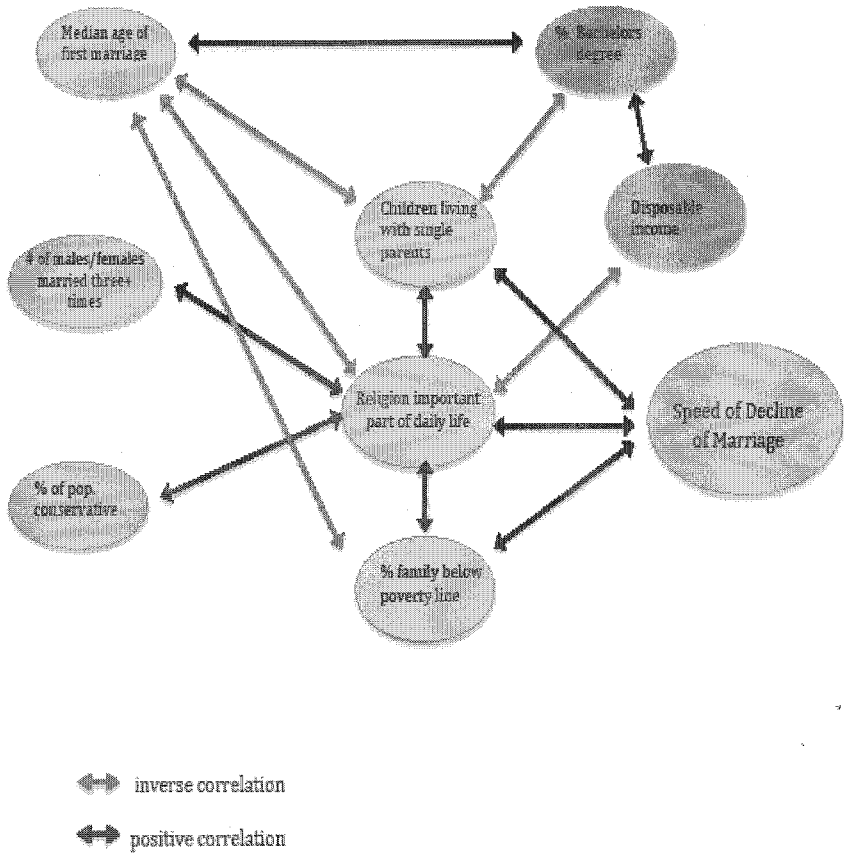 Median age of
first marriage
% Bachelors
degree
Children living
with single
parents
Disposable
income
# of males/females
married three+
times
Religion important
part of daily life
Speed of Decline
of Marriage
% of pop.
conservative
% family below
poverty line
inverse correlation
positive correlation